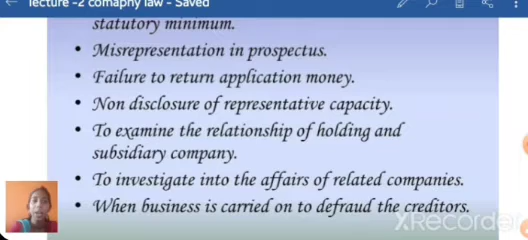 lecture -2 comaphy law - Saved
statutory minimum.
• Misrepresentation in prospectus.
• Failure to return application money.
• Non disclosure of representative capacity.
• To examine the relationship of holding and
subsidiary company.
• To investigate into the affairs of related companies.
• When business is carried on to defraud the creditors.
XRecorder